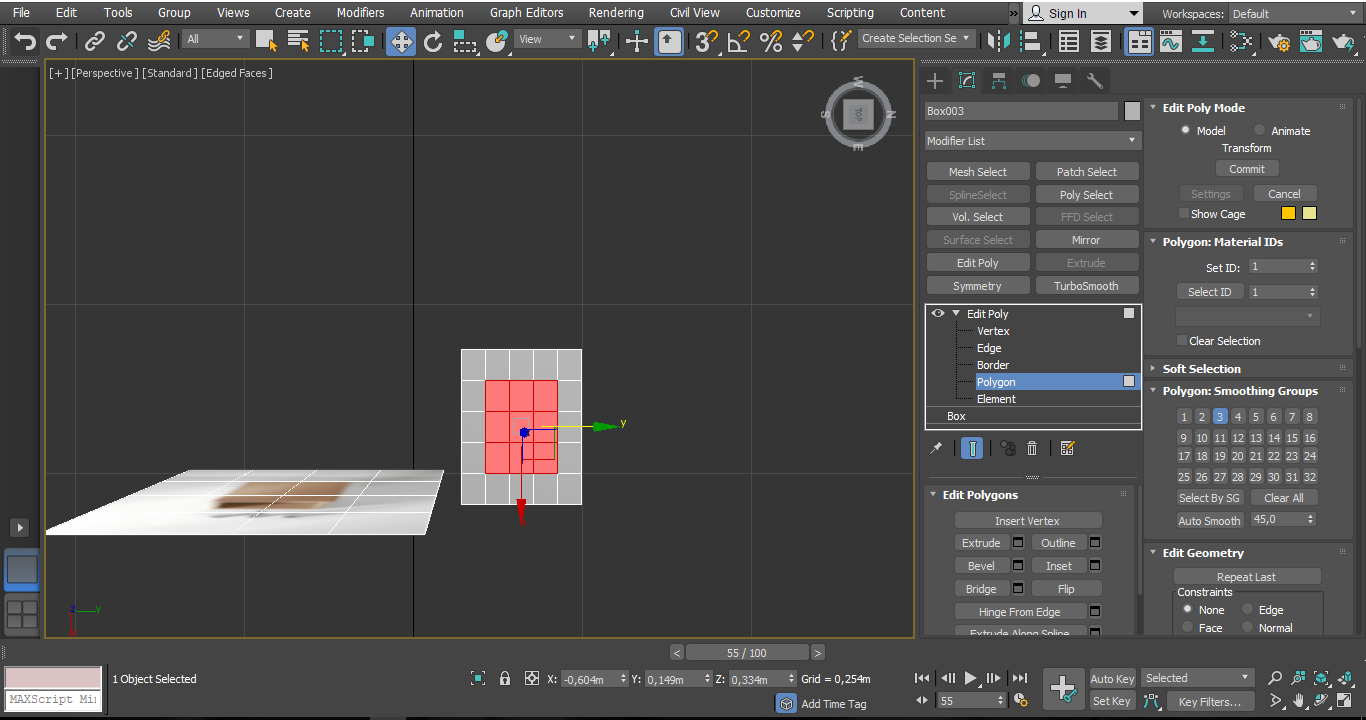 File Edit Tools Group Views Create Modifiers Animation Graph Editors Rendering Civil View Customize Scripting Content » Sign In Workspaces: Default
All View Create Selection Se
[+] [Perspective] [Standard] [Edged Faces]
W
S TOP N
E
y
y
Box003
Modifier List
Mesh Select Patch Select
SplineSelect Poly Select
Vol. Select FFD Select
Surface Select Mirror
Edit Poly Extrude
Symmetry TurboSmooth
Edit Poly
Vertex
Edge
Border
Polygon
Element
Box
Edit Polygons
Insert Vertex
Extrude Outline
Bevel Inset
Bridge Flip
Hinge From Edge
Extrude Along Spline
Edit Poly Mode
Model Animate
Transform
Commit
Settings Cancel
Show Cage
Polygon: Material IDs
Set ID: 1
Select ID 1
Clear Selection
Soft Selection
Polygon: Smoothing Groups
1 2 3 4 5 6 7 8
9 10 11 12 13 14 15 16
17 18 19 20 21 22 23 24
25 26 27 28 29 30 31 32
Select By SG Clear All
Auto Smooth 45,0
Edit Geometry
Repeat Last
Constraints
None Edge
Face Normal
< 55 / 100 >
MAXScript Mi
1 Object Selected
X: -0,604m Y: 0,149m Z: 0,334m Grid = 0,254m
Add Time Tag
55
Auto Key Selected
Set Key Key Filters...